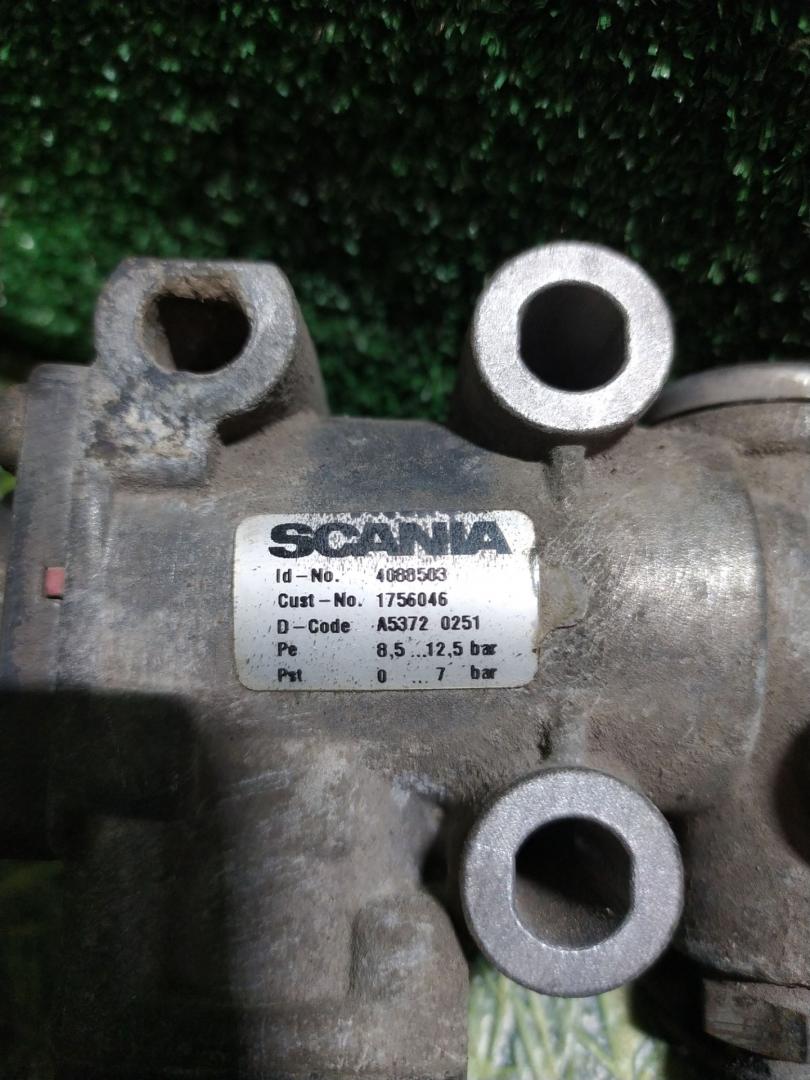 SCANIA
Id-No. 4088503
Cust-No. 1756046
D-Code A5372 0251
Pe 8,5 ... 12,5 bar
Pst 0 ... 7 bar